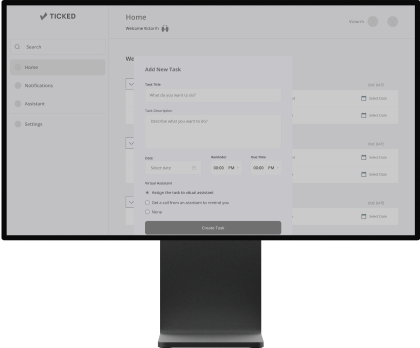 TICKED
Home
Welcome Victor H
Search
Search
Home
Notifications
Assistant
Settings
We
Add New Task
Task Title
What do you want to do?
Task Description
Describe what you want to do?
Date
Reminder
Due Time
Select date
00:00 PM
00:00 PM
Virtual Assistant
Assign the task to virtual assistant
Get a call from an assistant to remind you
None
Create Task
DUE DATE
Select Date
Select Date
DUE DATE
Select Date
Select Date
DUE DATE
Select Date